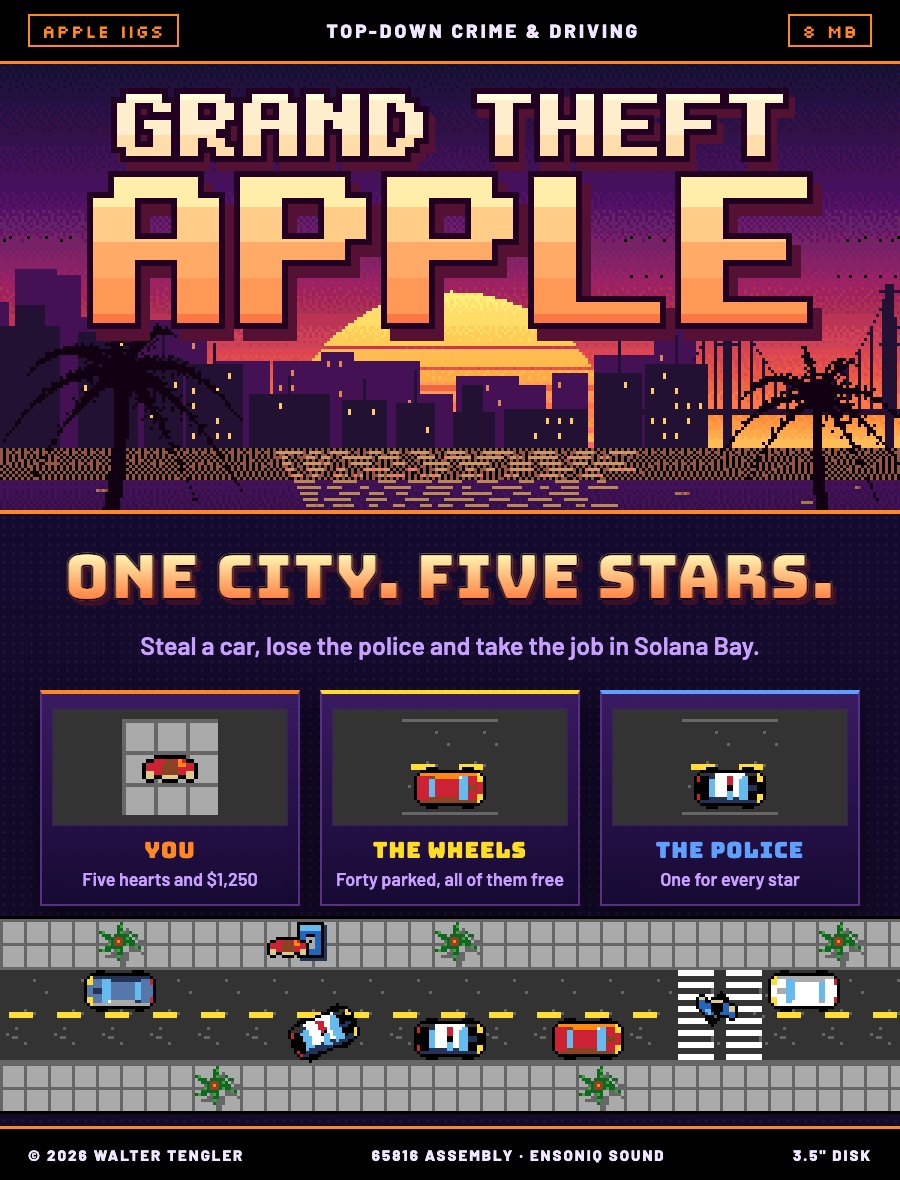 APPLE IIGS
TOP-DOWN CRIME & DRIVING
8 MB
GRAND THEFT
APPLE
ONE CITY. FIVE STARS.
Steal a car, lose the police and take the job in Solana Bay.
YOU
Five hearts and $1,250
THE WHEELS
Forty parked, all of them free
THE POLICE
One for every star
© 2026 WALTER TENGLER
65816 ASSEMBLY · ENSONIQ SOUND
3.5" DISK